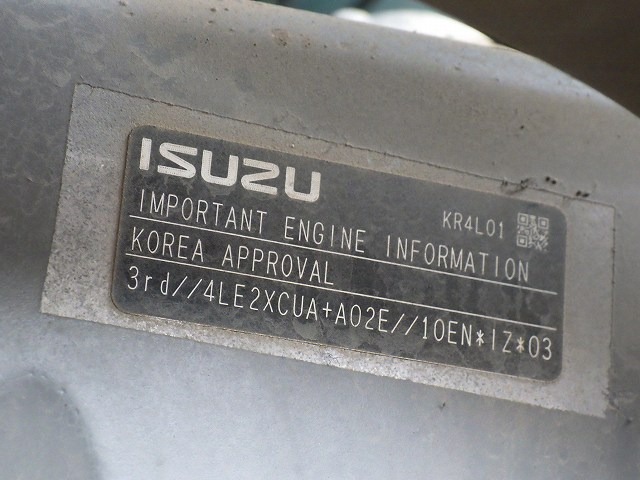 ISUZU
KR4L01
IMPORTANT ENGINE INFORMATION
KOREA APPROVAL
3rd//4LE2XCUA+A02E//10EN*IZ*03